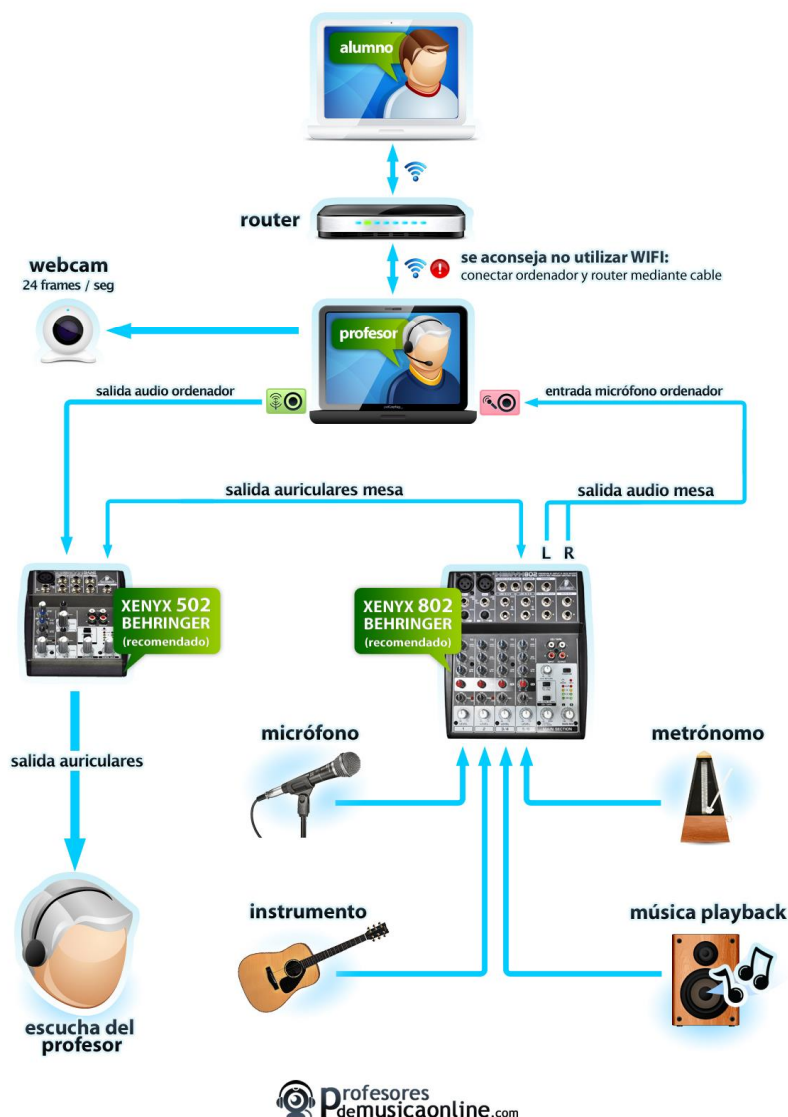 alumno
router
se aconseja no utilizar WIFI:
conectar ordenador y router mediante cable
webcam
24 frames / seg
profesor
salida audio ordenador
entrada micrófono ordenador
salida auriculares mesa
salida audio mesa
L R
XENYX 502
BEHRINGER
(recomendado)
XENYX 802
BEHRINGER
(recomendado)
micrófono
metrónomo
salida auriculares
instrumento
música playback
escucha del
profesor
Profesores
demusicaonline.com